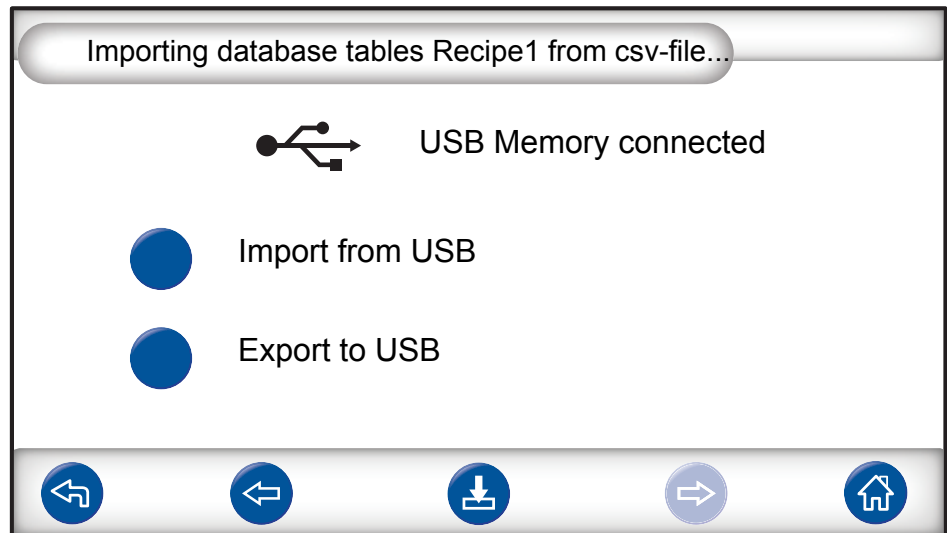 Importing database tables Recipe1 from csv-file...
USB Memory connected
Import from USB
Export to USB